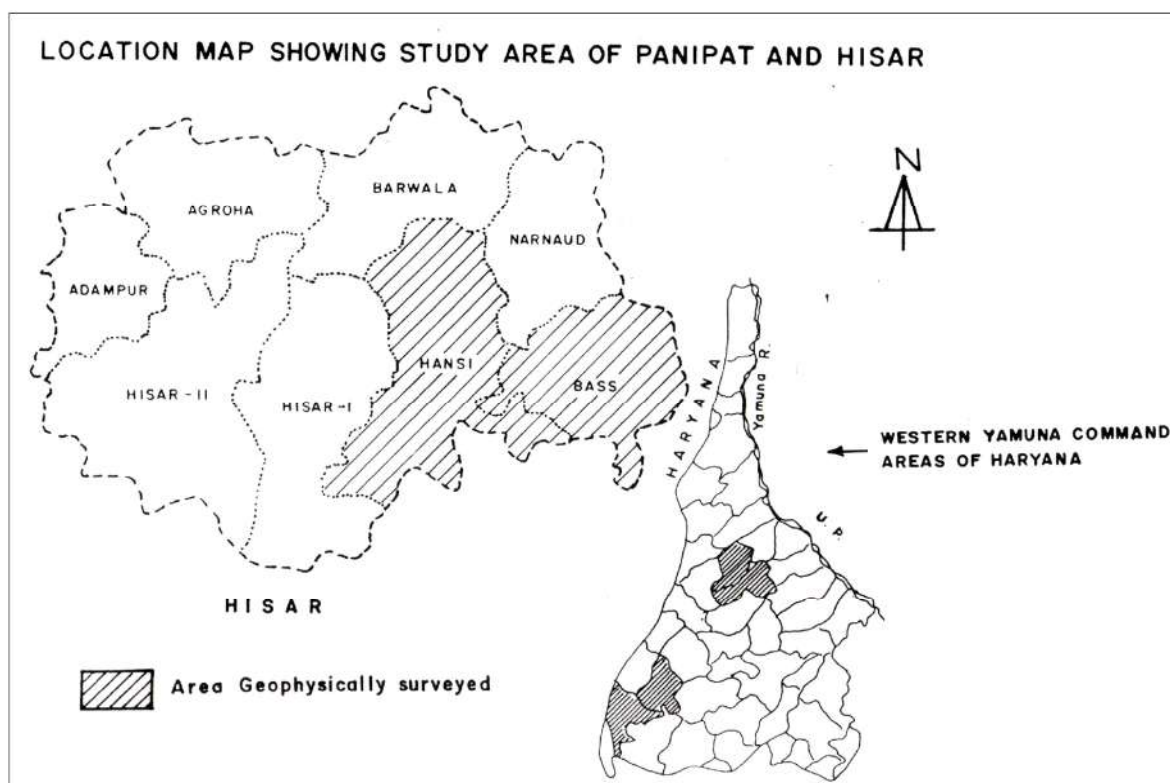 LOCATION MAP SHOWING STUDY AREA OF PANIPAT AND HISAR
N
BARWALA
AGROHA
NARNAUD
ADAMPUR
HANSI
BASS
HISAR-II
HISAR-I
HARYANA
Yamuna R.
WESTERN YAMUNA COMMAND
AREAS OF HARYANA
U.P.
HISAR
Area Geophysically surveyed